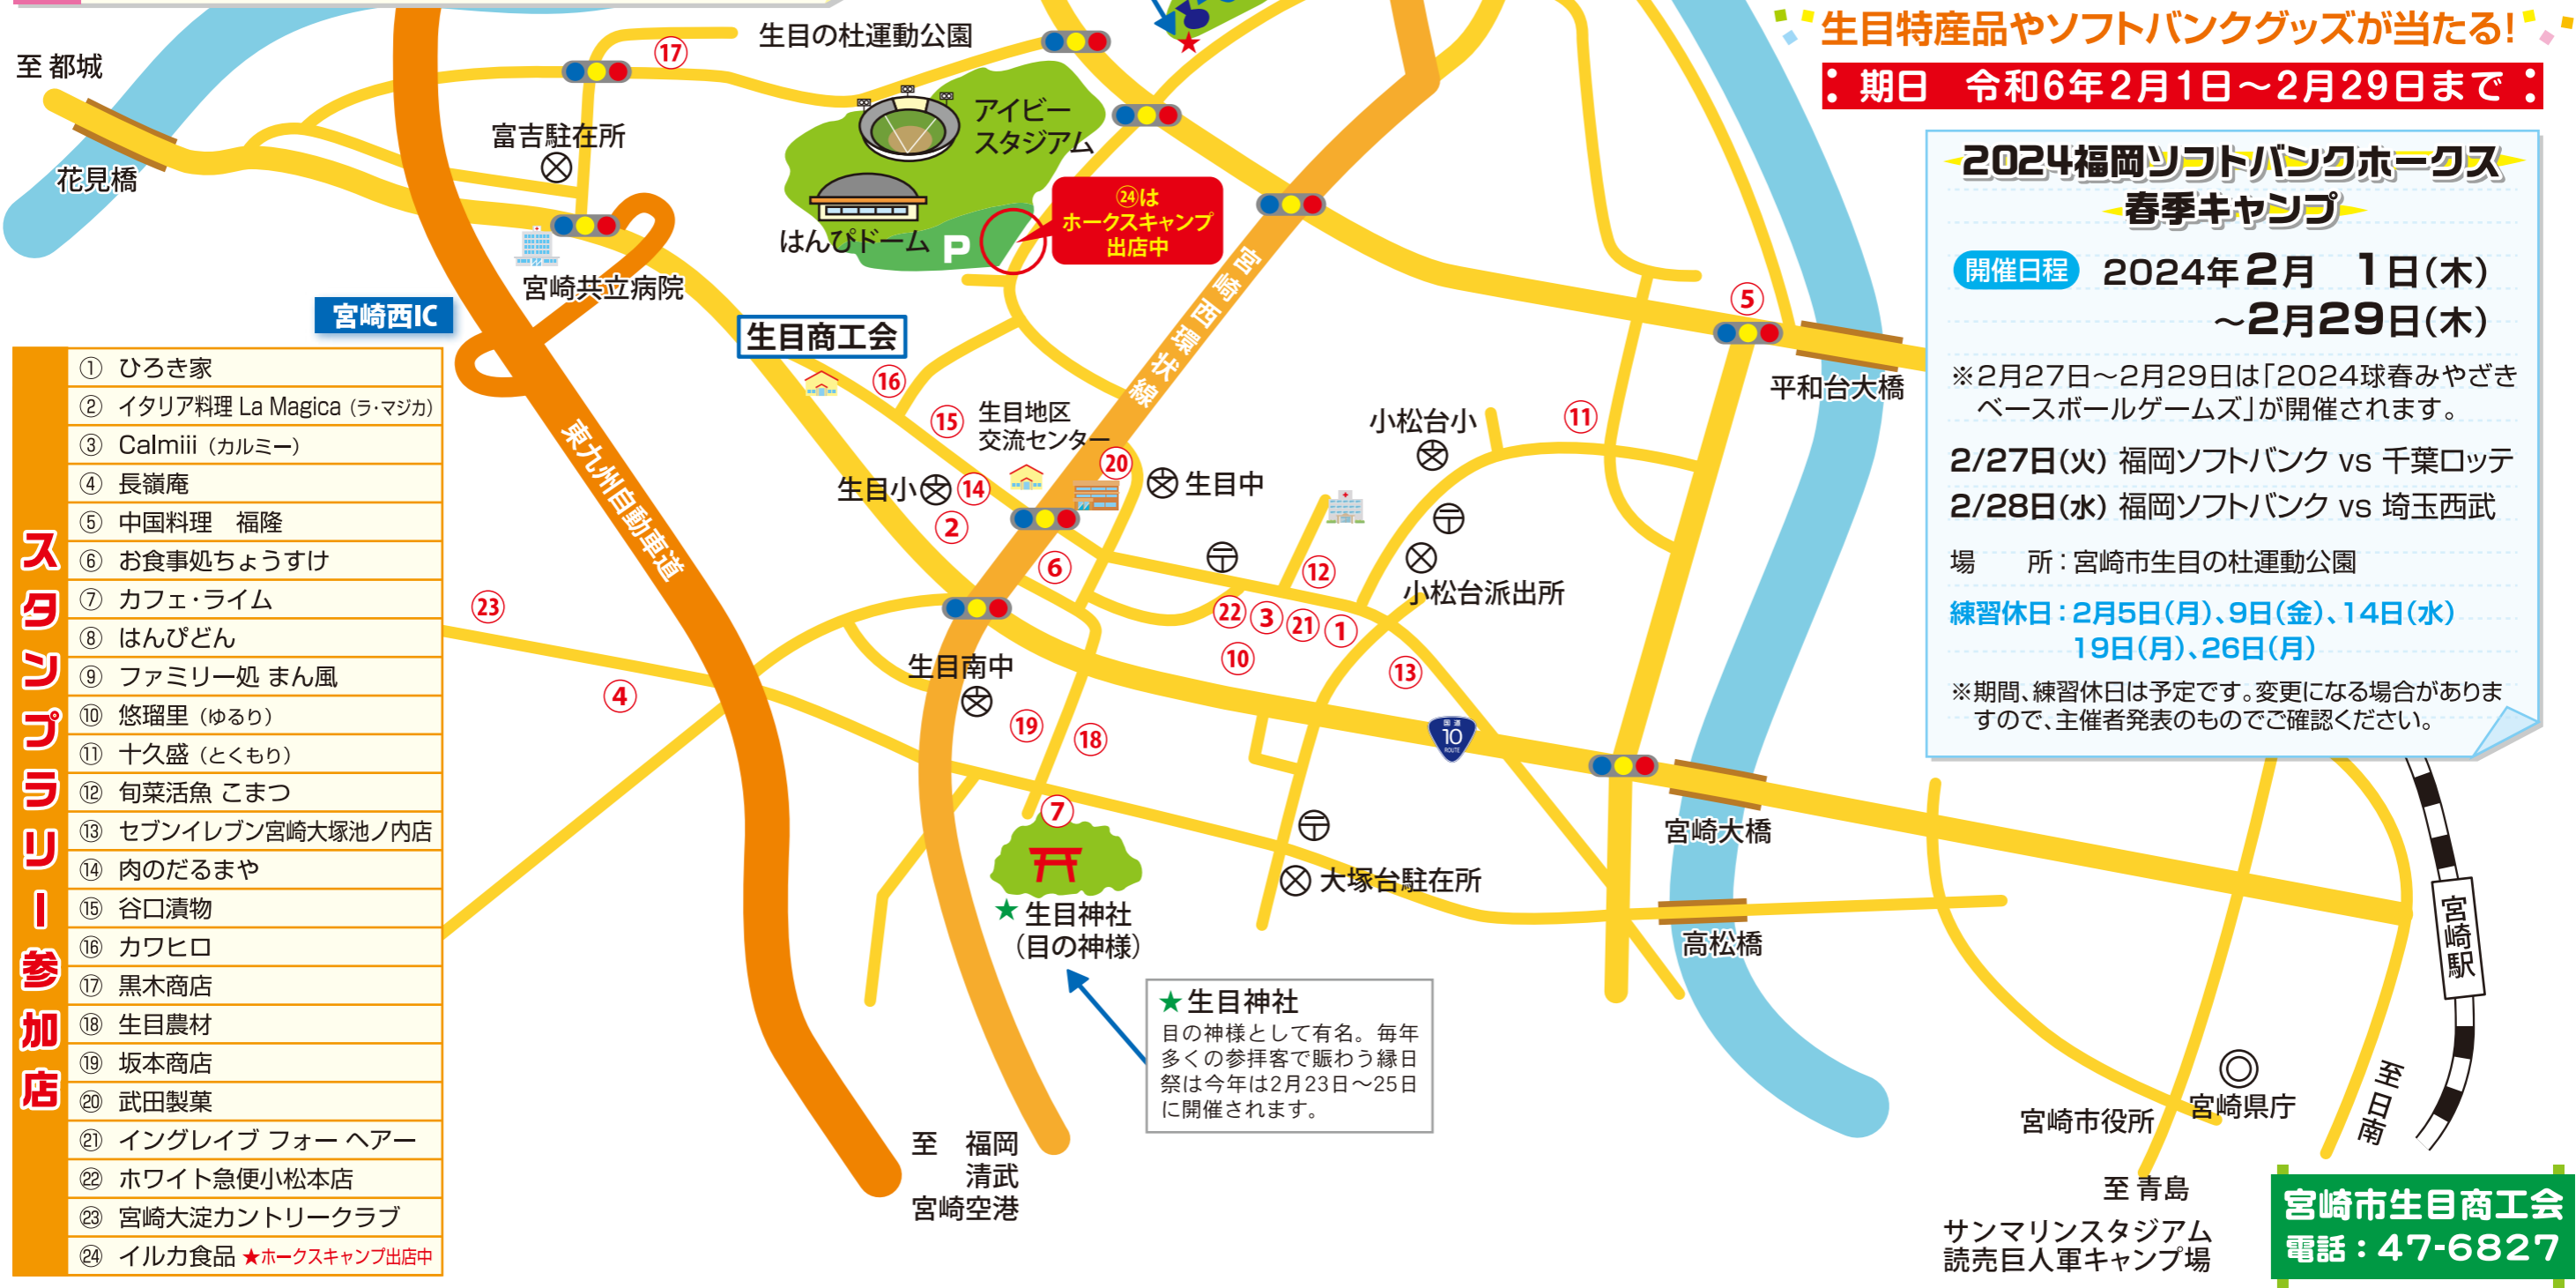 生目特産品やソフトバンクグッズが当たる!
期日　令和6年2月1日～2月29日まで
2024福岡ソフトバンクホークス
春季キャンプ
開催日程 2024年2月　1日(木)
～2月29日(木)
※2月27日～2月29日は「2024球春みやざき
ベースボールゲームズ」が開催されます。
2/27日(火) 福岡ソフトバンク vs 千葉ロッテ
2/28日(水) 福岡ソフトバンク vs 埼玉西武
場　　所：宮崎市生目の杜運動公園
練習休日：2月5日(月)、9日(金)、14日(水)
19日(月)、26日(月)
※期間、練習休日は予定です。変更になる場合がありま
すので、主催者発表のものでご確認ください。
至 都城
花見橋
富吉駐在所
⑰
生目の杜運動公園
アイビー
スタジアム
はんぴドーム
P
㉔は
ホークスキャンプ
出店中
宮崎共立病院
宮崎西IC
生目商工会
宮崎西環状線
東九州自動車道
⑯
⑮
生目地区
交流センター
⑳
生目小
⑭
②
生目中
⑥
小松台小
⑪
⑤
平和台大橋
⑫
小松台派出所
㉒
③
㉑
①
⑩
⑬
㉓
④
生目南中
⑲
⑱
国道
10
ROUTE
宮崎大橋
⑦
★生目神社
(目の神様)
大塚台駐在所
高松橋
★生目神社
目の神様として有名。毎年
多くの参拝客で賑わう縁日
祭は今年は2月23日～25日
に開催されます。
至　福岡
清武
宮崎空港
宮崎駅
至日南
宮崎県庁
宮崎市役所
至 青島
サンマリンスタジアム
読売巨人軍キャンプ場
宮崎市生目商工会
電話：47-6827
スタンプラリー参加店
① ひろき家
② イタリア料理 La Magica (ラ・マジカ)
③ Calmiii (カルミー)
④ 長嶺庵
⑤ 中国料理　福隆
⑥ お食事処ちょうすけ
⑦ カフェ・ライム
⑧ はんぴどん
⑨ ファミリー処 まん風
⑩ 悠瑠里 (ゆるり)
⑪ 十久盛 (とくもり)
⑫ 旬菜活魚 こまつ
⑬ セブンイレブン宮崎大塚池ノ内店
⑭ 肉のだるまや
⑮ 谷口漬物
⑯ カワヒロ
⑰ 黒木商店
⑱ 生目農材
⑲ 坂本商店
⑳ 武田製菓
㉑ イングレイブ フォー ヘアー
㉒ ホワイト急便小松本店
㉓ 宮崎大淀カントリークラブ
㉔ イルカ食品 ★ホークスキャンプ出店中